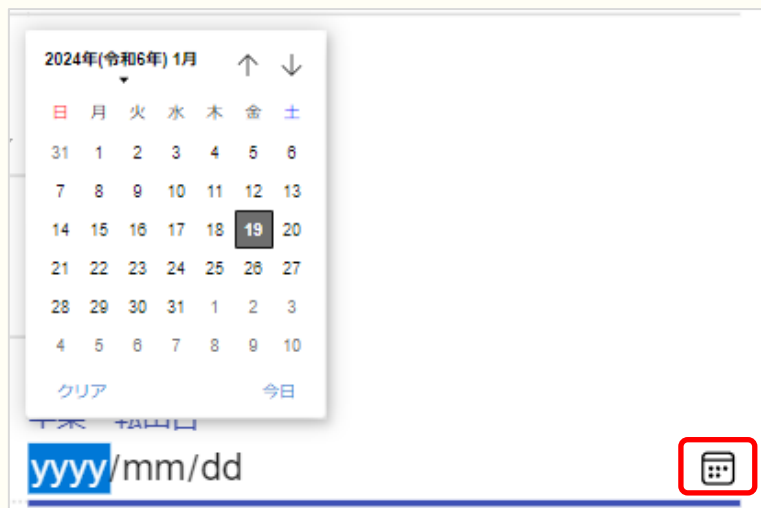 2024年(令和6年) 1月
日 月 火 水 木 金 土
31 1 2 3 4 5 6
7 8 9 10 11 12 13
14 15 16 17 18 19 20
21 22 23 24 25 26 27
28 29 30 31 1 2 3
4 5 6 7 8 9 10
クリア 今日
yyyy/mm/dd